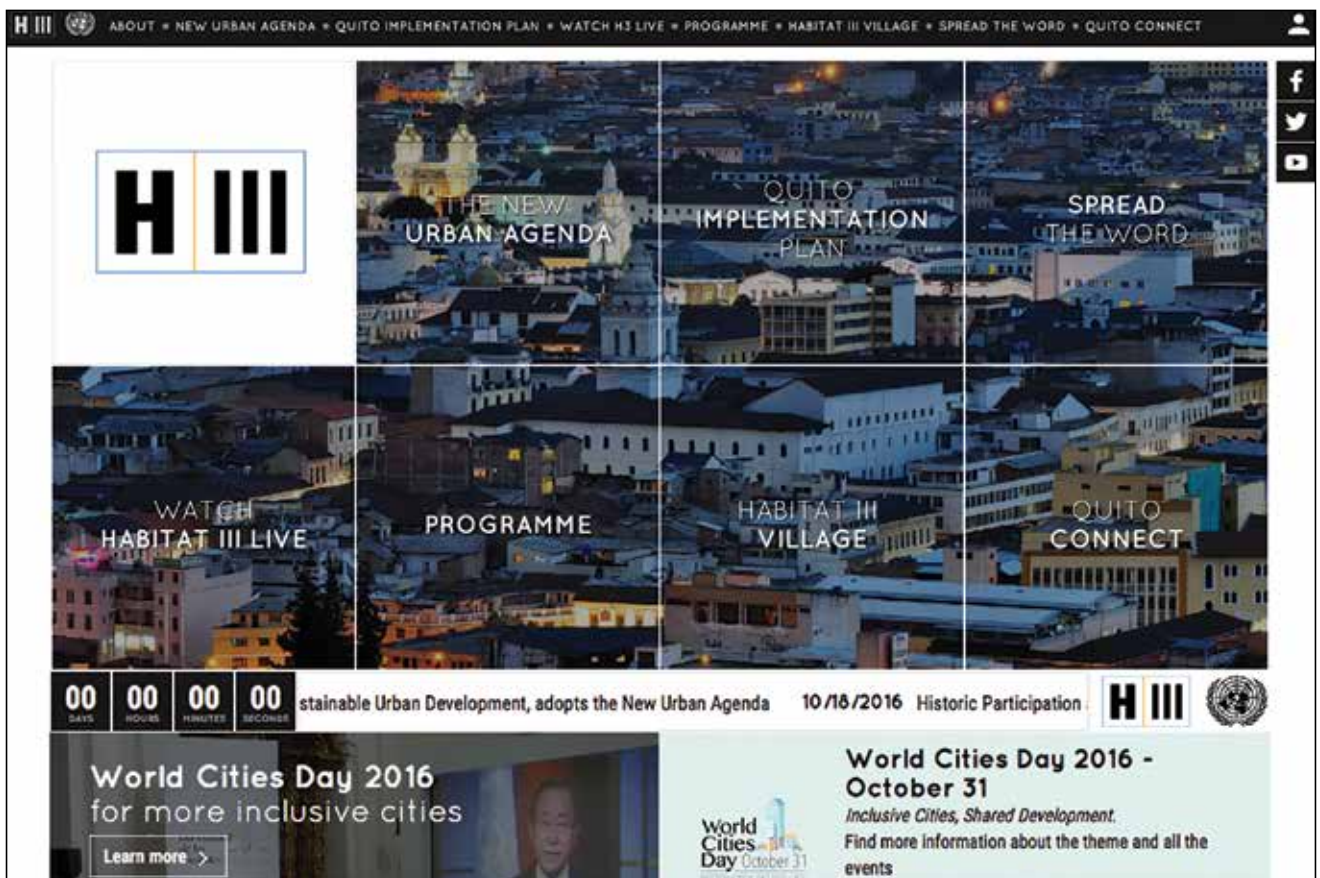 H III ABOUT • NEW URBAN AGENDA • QUITO IMPLEMENTATION PLAN • WATCH H3 LIVE • PROGRAMME • HABITAT III VILLAGE • SPREAD THE WORD • QUITO CONNECT
H III
THE NEW
URBAN AGENDA
QUITO
IMPLEMENTATION
PLAN
SPREAD
THE WORD
WATCH
HABITAT III LIVE
PROGRAMME
HABITAT III
VILLAGE
QUITO
CONNECT
00 00 00 00
DAYS HOURS MINUTES SECONDS
stainable Urban Development, adopts the New Urban Agenda 10/18/2016 Historic Participation
H III
World Cities Day 2016
for more inclusive cities
Learn more >
World
Cities
Day October 31
World Cities Day 2016 -
October 31
Inclusive Cities, Shared Development.
Find more information about the theme and all the
events